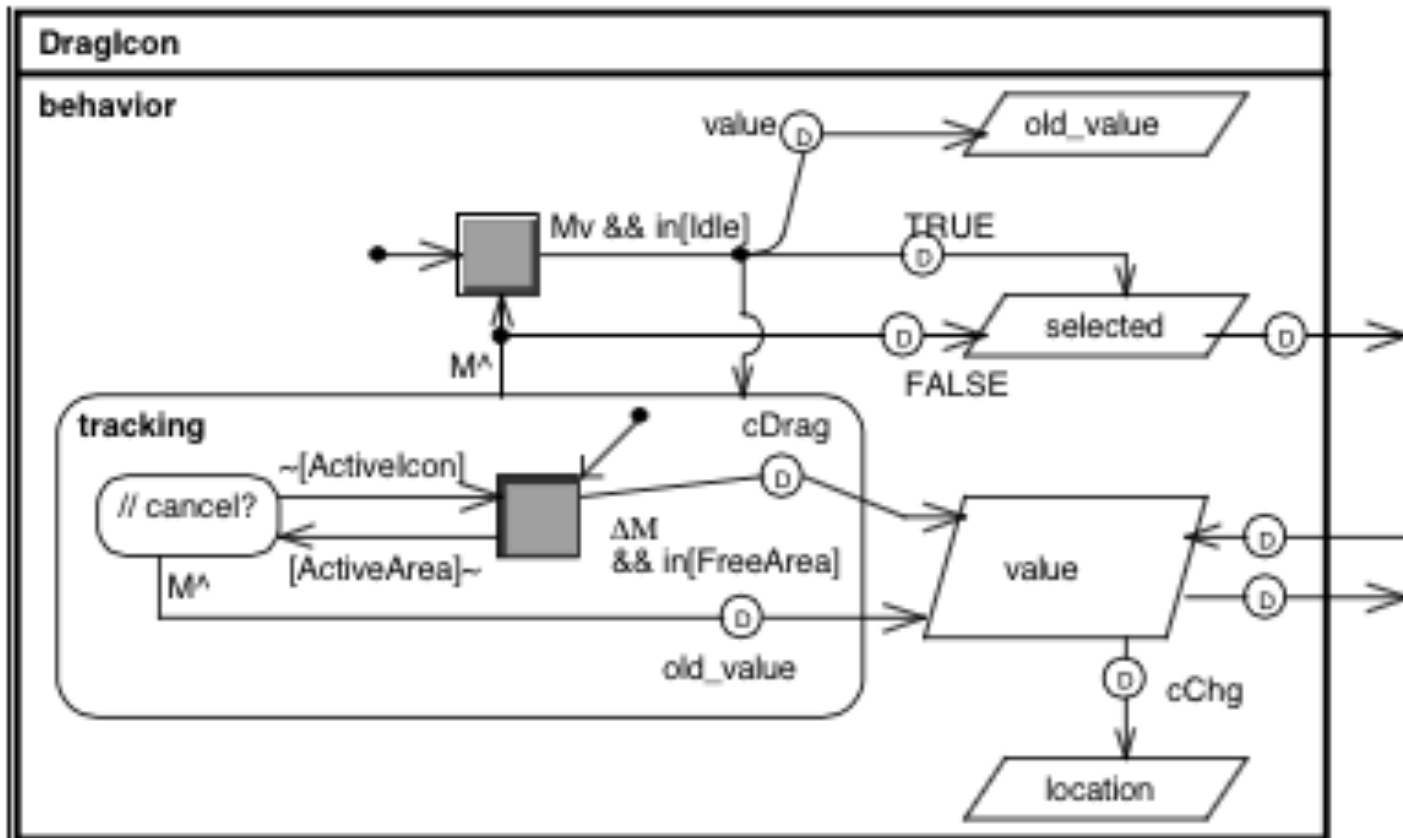 DragIcon
behavior
value
D
old_value
Mv && in[Idle]
TRUE
D
selected
D
D
M^
FALSE
tracking
cDrag
~[ActiveIcon]
D
// cancel?
ΔM
&& in[FreeArea]
[ActiveArea]~
value
D
D
M^
D
old_value
D
cChg
location